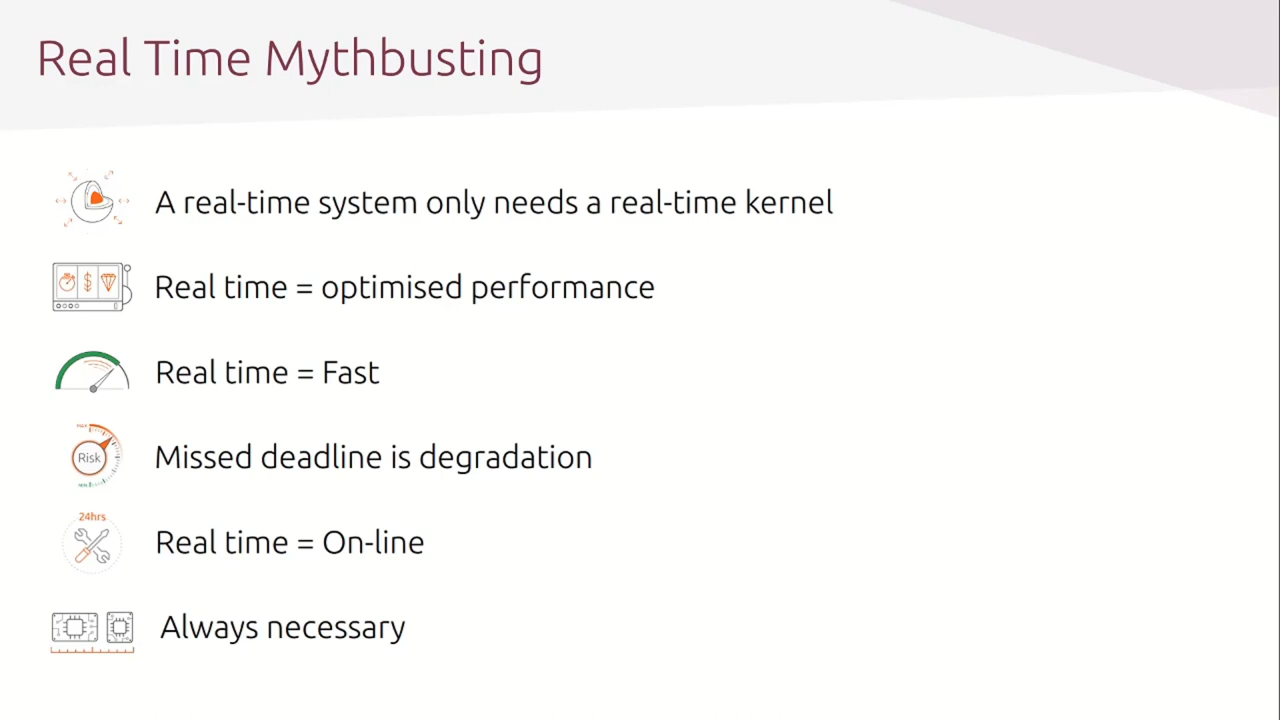 Real Time Mythbusting
A real-time system only needs a real-time kernel
Real time = optimised performance
Real time = Fast
Missed deadline is degradation
Risk
24hrs
Real time = On-line
Always necessary